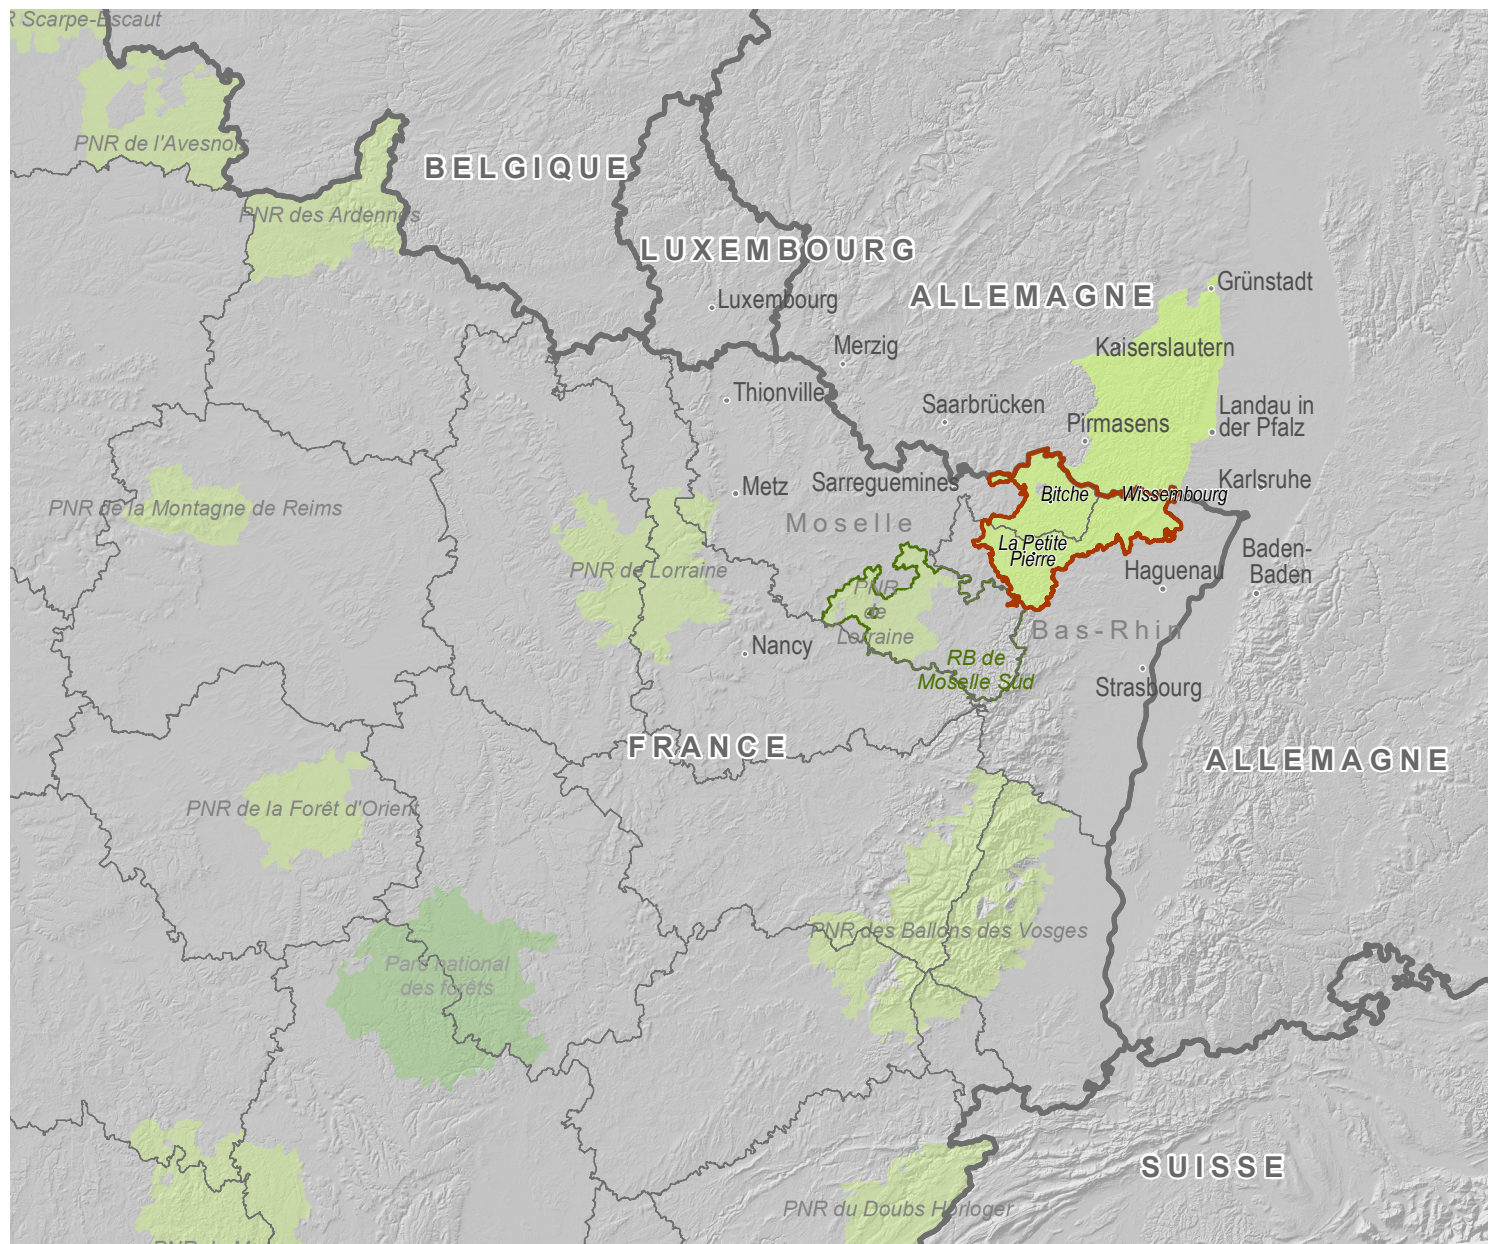 R Scarpe-Escaut
PNR de l'Avesnois
BELGIQUE
PNR des Ardennes
LUXEMBOURG
Luxembourg
ALLEMAGNE
Grünstadt
Merzig
Kaiserslautern
Thionville
Saarbrücken
Pirmasens
Landau in
der Pfalz
Metz
Sarreguemines
Bitche
Wissembourg
Karlsruhe
PNR de la Montagne de Reims
Moselle
La Petite
Pierre
Baden-
Baden
PNR de Lorraine
Haguenau
PNR
de
Lorraine
Nancy
Bas-Rhin
RB de
Moselle Sud
Strasbourg
FRANCE
ALLEMAGNE
PNR de la Forêt d'Orient
PNR des Ballons des Vosges
Parc national
des forêts
SUISSE
PNR du Doubs Horloger